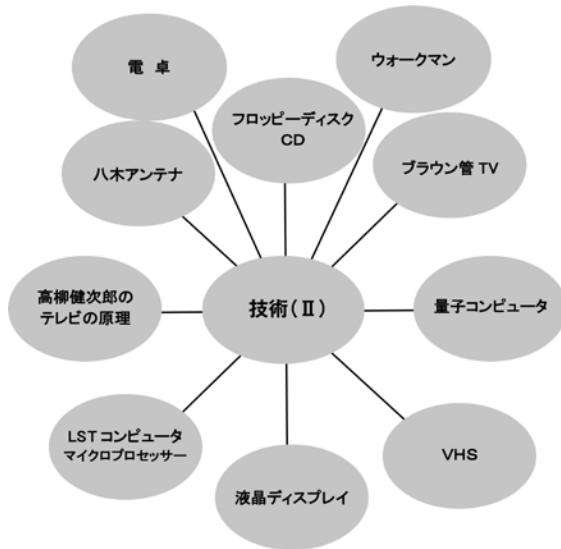 電 卓
ウォークマン
フロッピーディスク
CD
八木アンテナ
ブラウン管 TV
高柳健次郎の
テレビの原理
技術(Ⅱ)
量子コンピュータ
LST コンピュータ
マイクロプロセッサー
液晶ディスプレイ
VHS